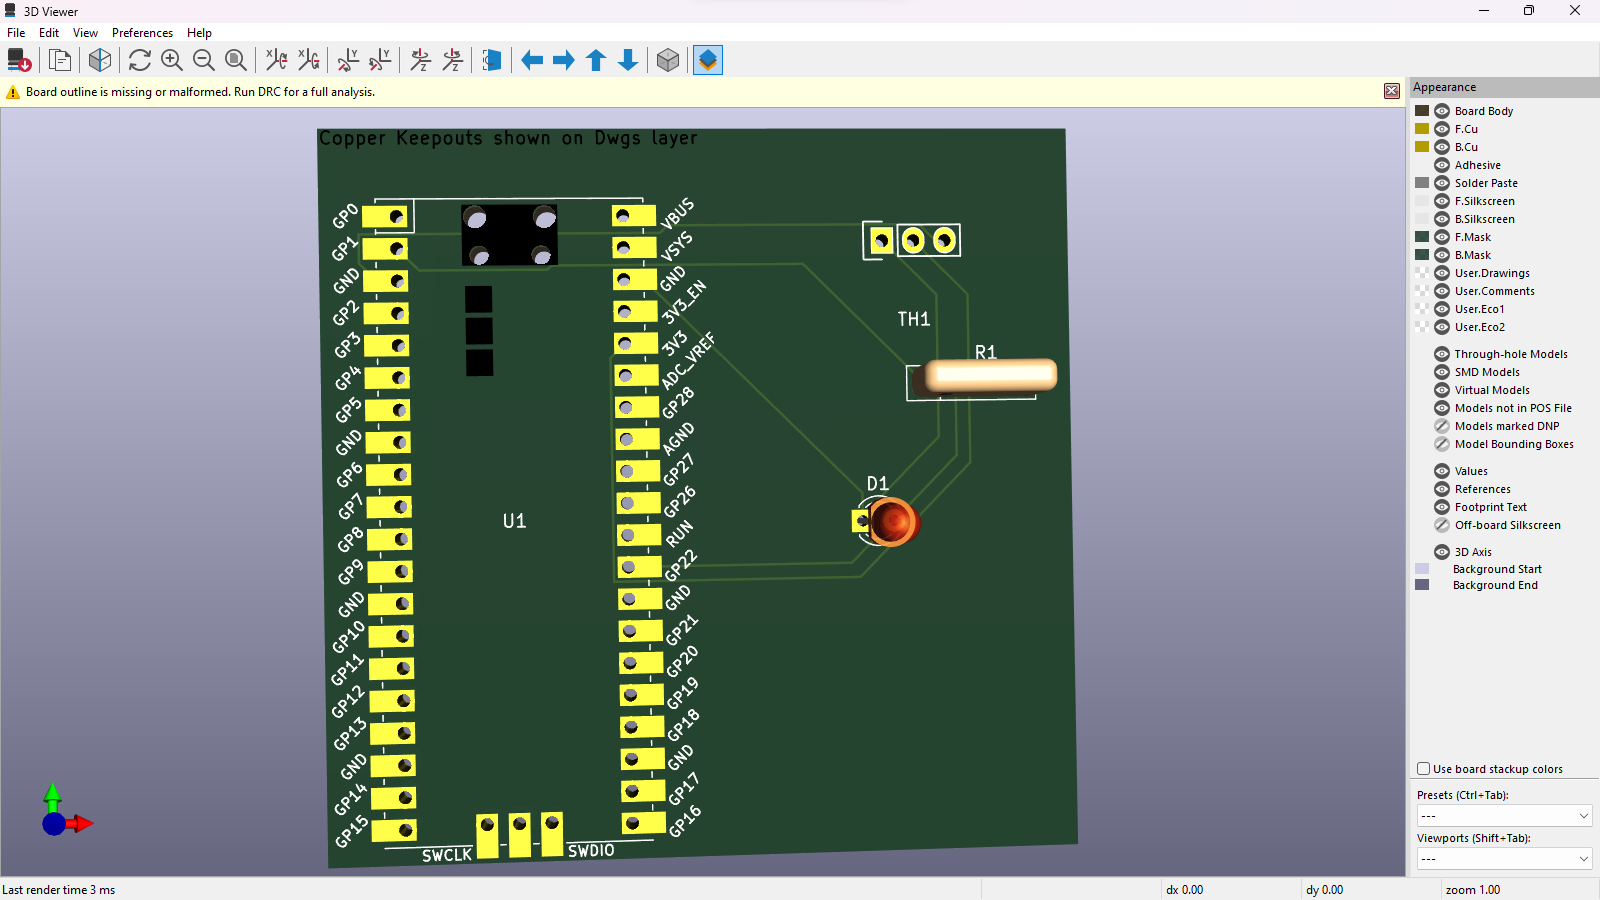 3D Viewer
File Edit View Preferences Help
Board outline is missing or malformed. Run DRC for a full analysis.
Copper Keepouts shown on Dwgs layer
GP0
GP1
GND
GP2
GP3
GP4
GP5
GND
GP6
GP7
GP8
GP9
GND
GP10
GP11
GP12
GP13
GND
GP14
GP15
U1
SWCLK
SWDIO
VBUS
VSYS
GND
3V3_EN
3V3
ADC_VREF
GP28
AGND
GP27
GP26
RUN
GP22
GND
GP21
GP20
GP19
GP18
GND
GP17
GP16
TH1
R1
D1
Appearance
Board Body
F.Cu
B.Cu
Adhesive
Solder Paste
F.Silkscreen
B.Silkscreen
F.Mask
B.Mask
User.Drawings
User.Comments
User.Eco1
User.Eco2
Through-hole Models
SMD Models
Virtual Models
Models not in POS File
Models marked DNP
Model Bounding Boxes
Values
References
Footprint Text
Off-board Silkscreen
3D Axis
Background Start
Background End
Use board stackup colors
Presets (Ctrl+Tab):
---
Viewports (Shift+Tab):
---
Last render time 3 ms
dx 0.00
dy 0.00
zoom 1.00